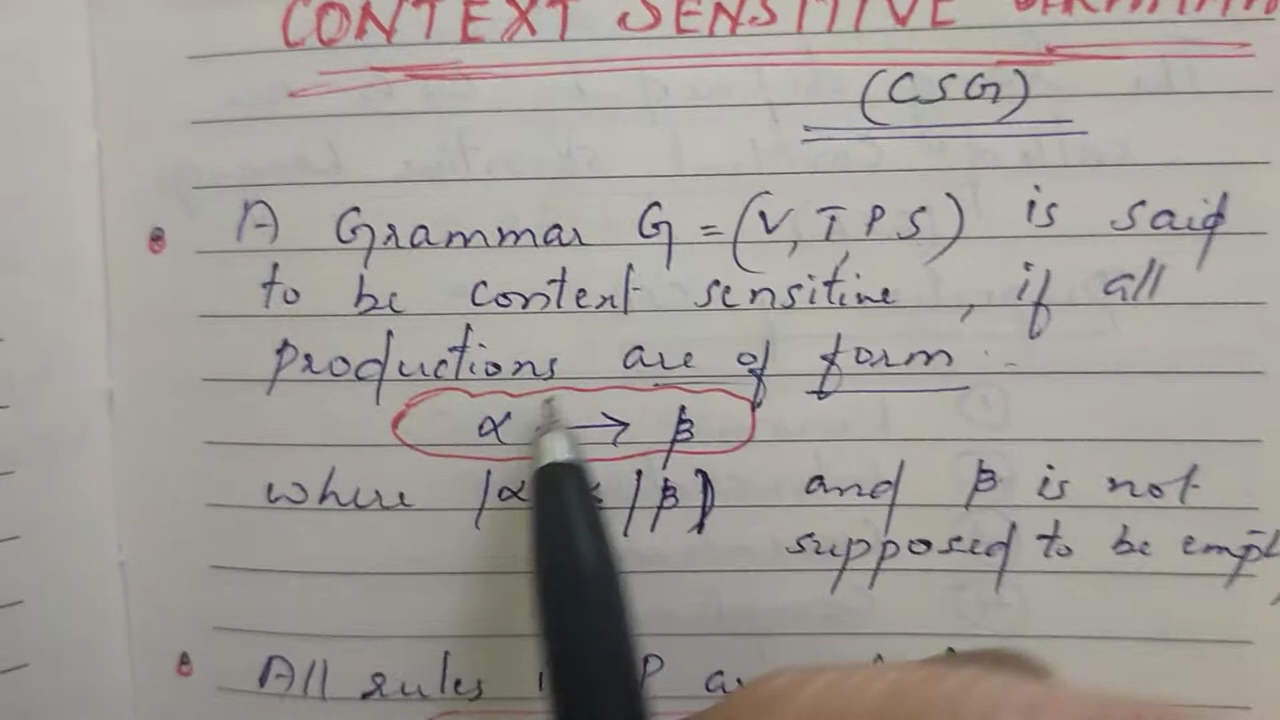 CONTEXT SENSITIVE
(CSG)
A Grammar G = (V, T, P, S) is said
to be context sensitive, if all
productions are of form.
α → β
where |α| ≤ |β| and β is not
supposed to be
All rules P